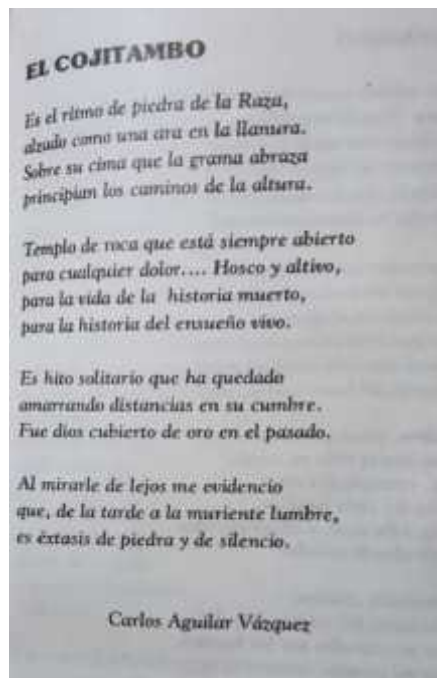 EL COJITAMBO
Es el ritmo de piedra de la Raza,
alzado como una ara en la llanura.
Sobre su cima que la grama abraza
principian los caminos de la altura.
Templo de roca que está siempre abierto
para cualquier dolor.... Hosco y altivo,
para la vida de la historia muerto,
para la historia del ensueño vivo.
Es hito solitario que ha quedado
amarrando distancias en su cumbre.
Fue dios cubierto de oro en el pasado.
Al mirarle de lejos me evidencio
que, de la tarde a la muriente lumbre,
es éxtasis de piedra y de silencio.
Carlos Aguilar Vázquez